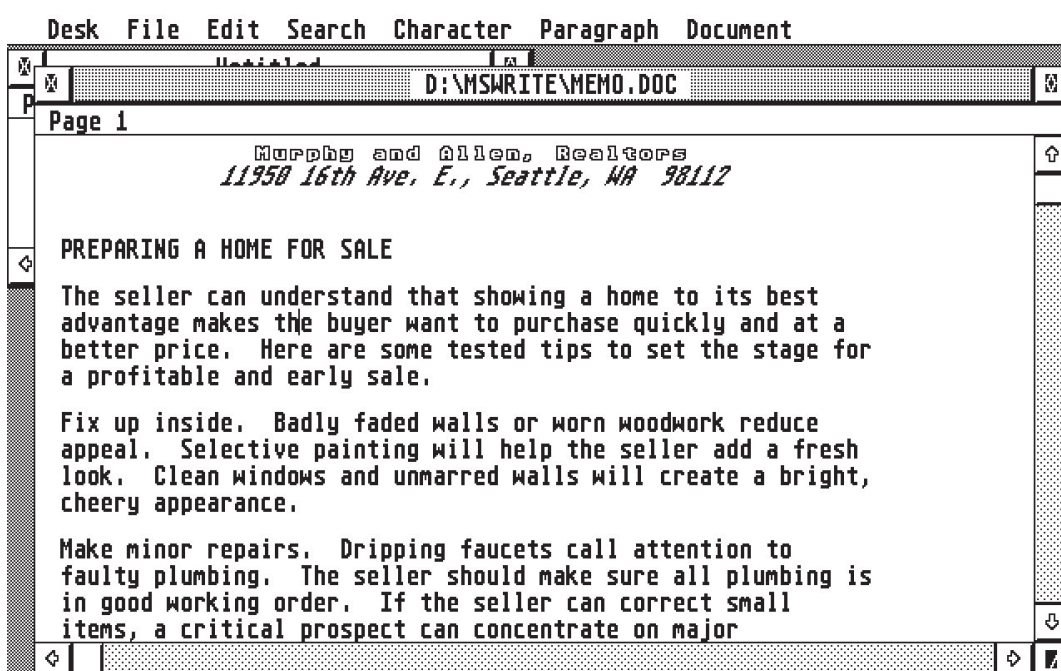 Desk File Edit Search Character Paragraph Document
Untitled
D:\MSWRITE\MEMO.DOC
P
Page 1
Murphy and Allen, Realtors
11950 16th Ave. E., Seattle, WA 98112
PREPARING A HOME FOR SALE
The seller can understand that showing a home to its best
advantage makes the buyer want to purchase quickly and at a
better price. Here are some tested tips to set the stage for
a profitable and early sale.
Fix up inside. Badly faded walls or worn woodwork reduce
appeal. Selective painting will help the seller add a fresh
look. Clean windows and unmarred walls will create a bright,
cheery appearance.
Make minor repairs. Dripping faucets call attention to
faulty plumbing. The seller should make sure all plumbing is
in good working order. If the seller can correct small
items, a critical prospect can concentrate on major